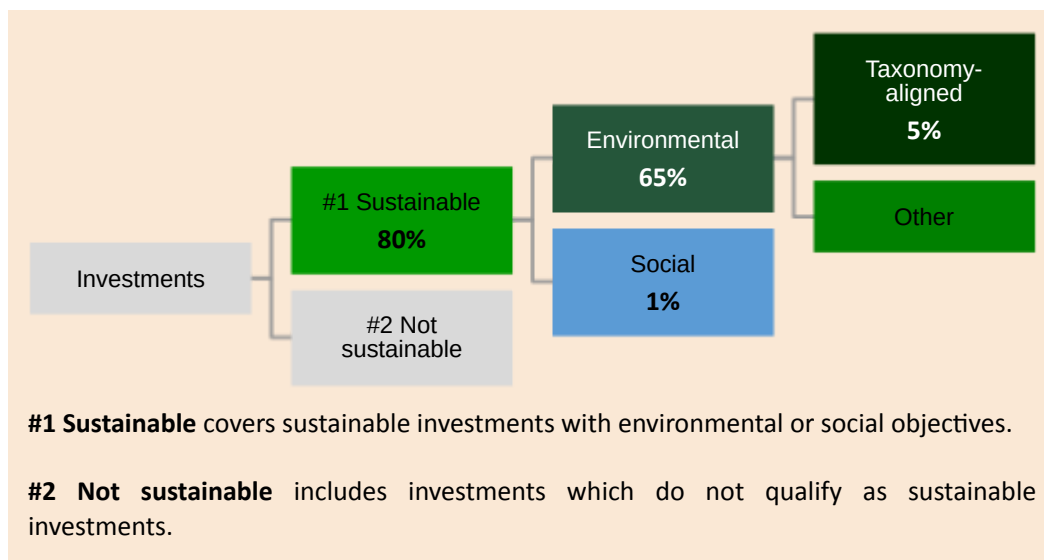 Taxonomy-
aligned
5%
Environmental
65%
#1 Sustainable
80%
Other
Investments
Social
1%
#2 Not
sustainable
#1 Sustainable covers sustainable investments with environmental or social objectives.
#2 Not sustainable includes investments which do not qualify as sustainable
investments.